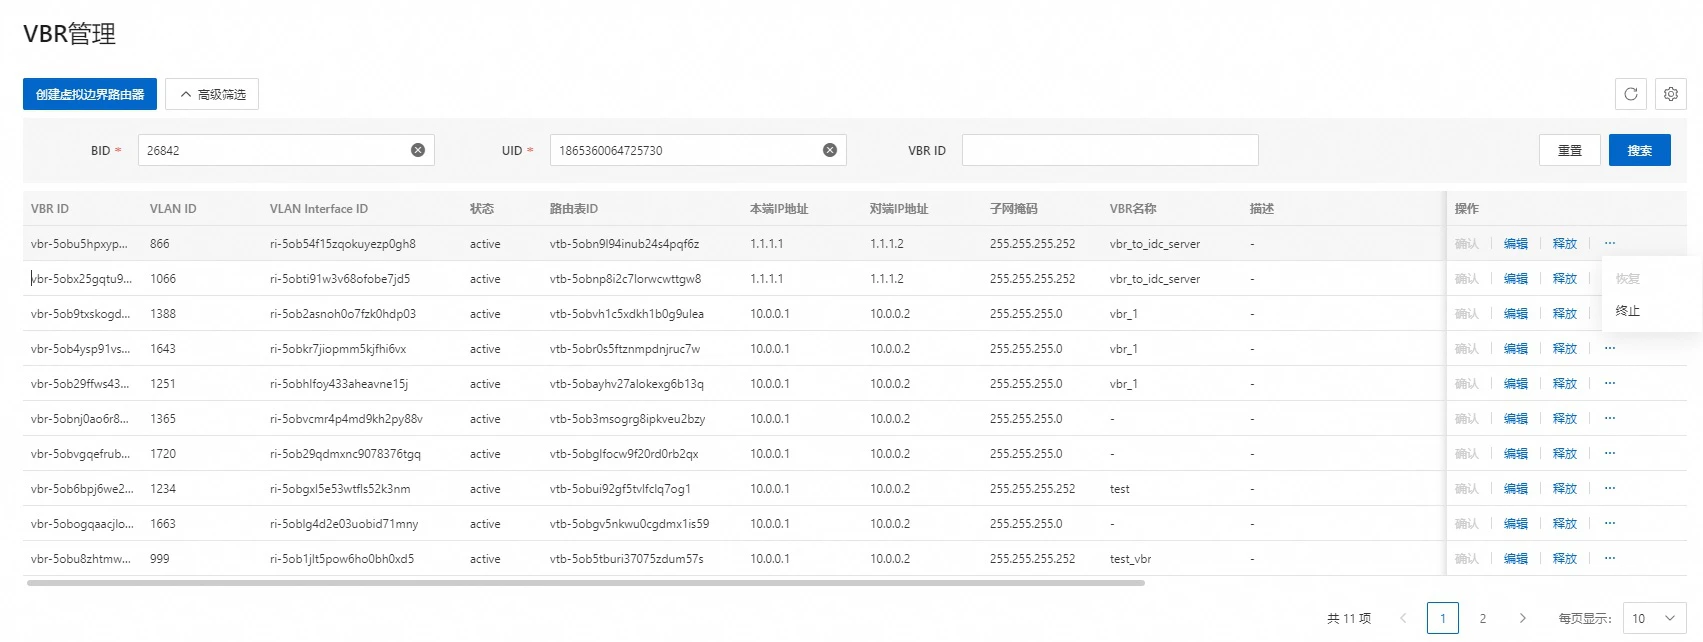 VBR管理
创建虚拟边界路由器 高级筛选
BID * 26842 UID * 1865360064725730 VBR ID 重置 搜索
VBR ID VLAN ID VLAN Interface ID 状态 路由表ID 本端IP地址 对端IP地址 子网掩码 VBR名称 描述 操作
vbr-5obu5hpxyp... 866 ri-5ob54f15zqokuyezp0gh8 active vtb-5obn9l94inub24s4pqf6z 1.1.1.1 1.1.1.2 255.255.255.252 vbr_to_idc_server - 确认 编辑 释放 ...
vbr-5obx25gqtu9... 1066 ri-5obti91w3v68ofobe7jd5 active vtb-5obnp8i2c7lorwcwttgw8 1.1.1.1 1.1.1.2 255.255.255.252 vbr_to_idc_server - 确认 编辑 释放 恢复
vbr-5ob9txskogd... 1388 ri-5ob2asnoh0o7fzk0hdp03 active vtb-5obvh1c5xdkh1b0g9ulea 10.0.0.1 10.0.0.2 255.255.255.0 vbr_1 - 确认 编辑 释放 终止
vbr-5ob4ysp91vs... 1643 ri-5obkr7jiopmm5kjfhi6vx active vtb-5obr0s5ftznmpdnjruc7w 10.0.0.1 10.0.0.2 255.255.255.0 vbr_1 - 确认 编辑 释放 ...
vbr-5ob29ffws43... 1251 ri-5obhlfoy433aheavne15j active vtb-5obayhv27alokexg6b13q 10.0.0.1 10.0.0.2 255.255.255.252 vbr_1 - 确认 编辑 释放 ...
vbr-5obnj0ao6r8... 1365 ri-5obvcmr4p4md9kh2py88v active vtb-5ob3msogrg8ipkveu2bzy 10.0.0.1 10.0.0.2 255.255.255.0 - - 确认 编辑 释放 ...
vbr-5obvgqefrub... 1720 ri-5ob29qdmxnc9078376tgq active vtb-5obglfocw9f20rd0rb2qx 10.0.0.1 10.0.0.2 255.255.255.0 - - 确认 编辑 释放 ...
vbr-5ob6bpj6we2... 1234 ri-5obgxl5e53wtfls52k3nm active vtb-5obui92gf5tvlfclq7og1 10.0.0.1 10.0.0.2 255.255.255.252 test - 确认 编辑 释放 ...
vbr-5obogqaacjlo... 1663 ri-5oblg4d2e03uobid71mny active vtb-5obgv5nkwu0cgdmx1is59 10.0.0.1 10.0.0.2 255.255.255.0 - - 确认 编辑 释放 ...
vbr-5obu8zhtmw... 999 ri-5ob1jlt5pow6ho0bh0xd5 active vtb-5ob5tburi37075zdum57s 10.0.0.1 10.0.0.2 255.255.255.252 test_vbr - 确认 编辑 释放 ...
共 11 项 1 2 每页显示: 10